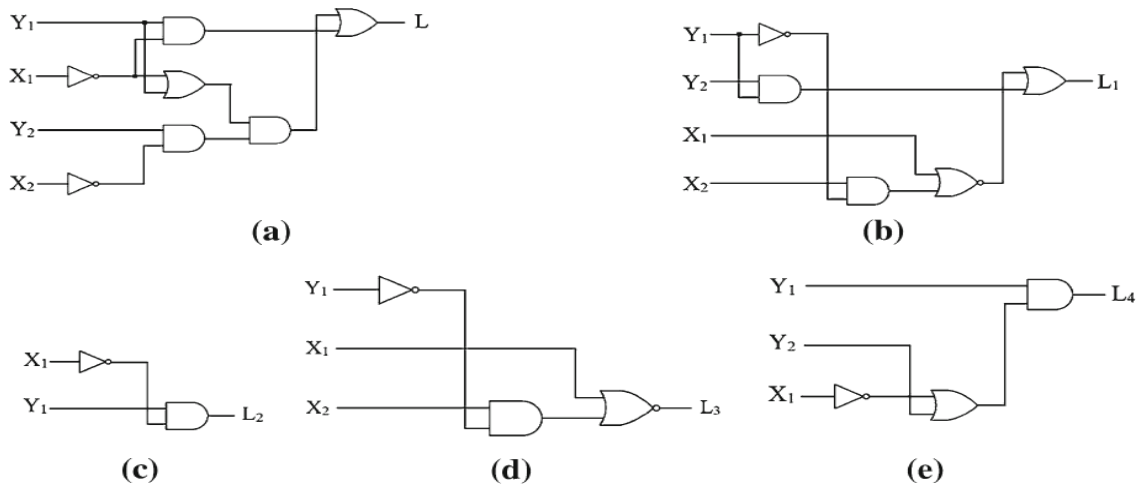 Y₁
L
X₁
Y₂
X₂
(a)
Y₁
Y₂
L₁
X₁
X₂
(b)
X₁
Y₁
L₂
(c)
Y₁
X₁
X₂
L₃
(d)
Y₁
L₄
Y₂
X₁
(e)